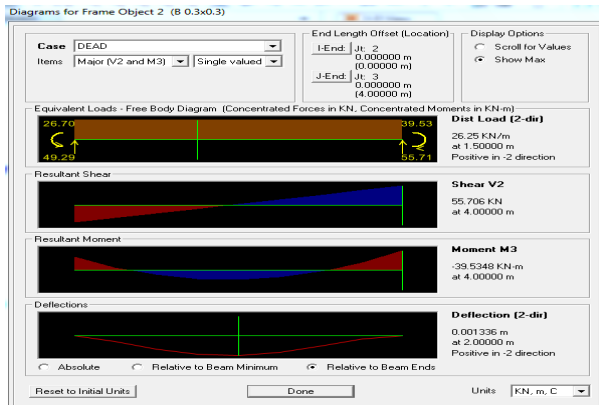 Diagrams for Frame Object 2 (B 0.3x0.3)
Case DEAD
Items Major (V2 and M3) Single valued
End Length Offset (Location)
I-End: Jt: 2
0.000000 m
(0.00000 m)
J-End: Jt: 3
0.000000 m
(4.00000 m)
Display Options
Scroll for Values
Show Max
Equivalent Loads - Free Body Diagram (Concentrated Forces in KN, Concentrated Moments in KN-m)
26.70 39.53
49.29 55.71
Dist Load (2-dir)
26.25 KN/m
at 1.50000 m
Positive in -2 direction
Resultant Shear
Shear V2
55.706 KN
at 4.00000 m
Resultant Moment
Moment M3
-39.5348 KN-m
at 4.00000 m
Deflections
Deflection (2-dir)
0.001336 m
at 2.00000 m
Positive in -2 direction
Absolute Relative to Beam Minimum Relative to Beam Ends
Reset to Initial Units Done Units KN, m, C